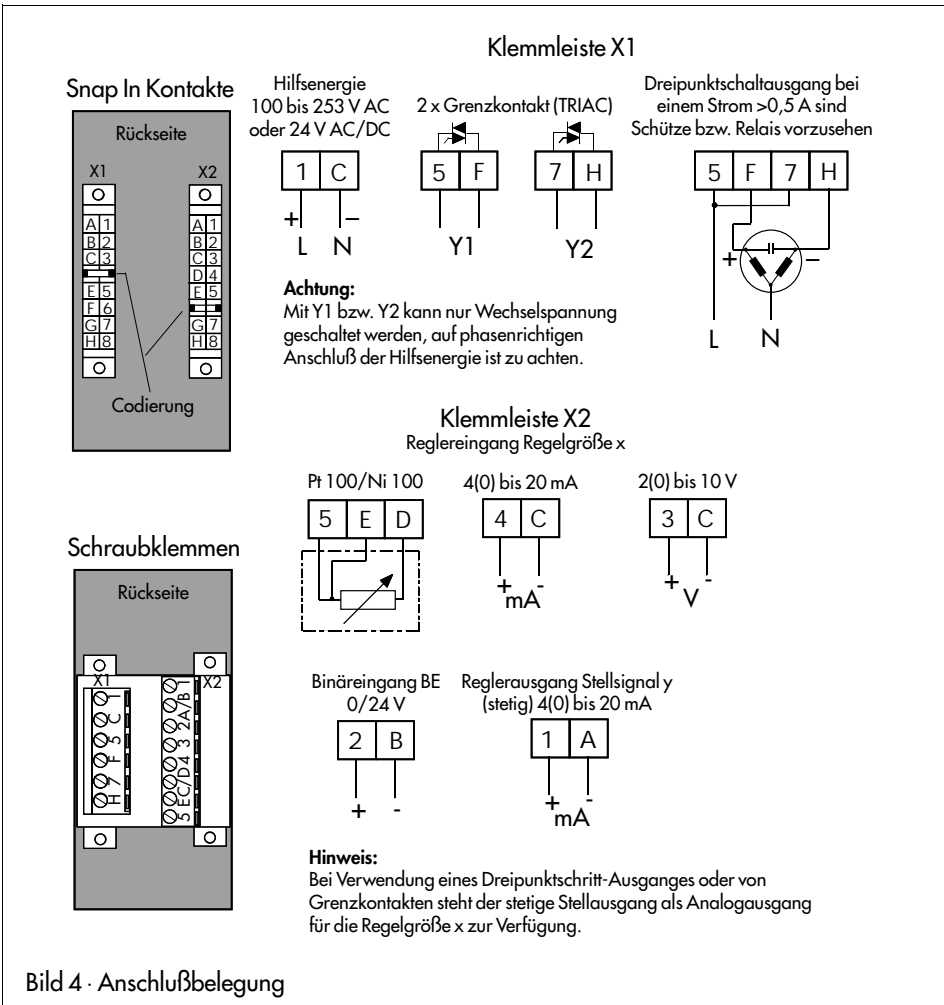 Klemmleiste X1
Snap In Kontakte
Rückseite
X1 X2
A 1 A 1
B 2 B 2
C 3 C 3
D 4
E 5 E 5
F 6
G 7 G 7
H 8 H 8
Codierung
Hilfsenergie
100 bis 253 V AC
oder 24 V AC/DC
1 C
+ –
L N
2 x Grenzkontakt (TRIAC)
5 F 7 H
Y1 Y2
Dreipunktschaltausgang bei
einem Strom >0,5 A sind
Schütze bzw. Relais vorzusehen
5 F 7 H
+ –
L N
Achtung:
Mit Y1 bzw. Y2 kann nur Wechselspannung
geschaltet werden, auf phasenrichtigen
Anschluß der Hilfsenergie ist zu achten.
Klemmleiste X2
Reglereingang Regelgröße x
Pt 100/Ni 100
5 E D
4(0) bis 20 mA
4 C
+ -
mA
2(0) bis 10 V
3 C
+ -
V
Schraubklemmen
Rückseite
X1 X2
H 7 F 5 C 1
5 EC/D4 3 2A/B1
Binäreingang BE
0/24 V
2 B
+ -
Reglerausgang Stellsignal y
(stetig) 4(0) bis 20 mA
1 A
+ -
mA
Hinweis:
Bei Verwendung eines Dreipunktschritt-Ausganges oder von
Grenzkontakten steht der stetige Stellausgang als Analogausgang
für die Regelgröße x zur Verfügung.
Bild 4 · Anschlußbelegung